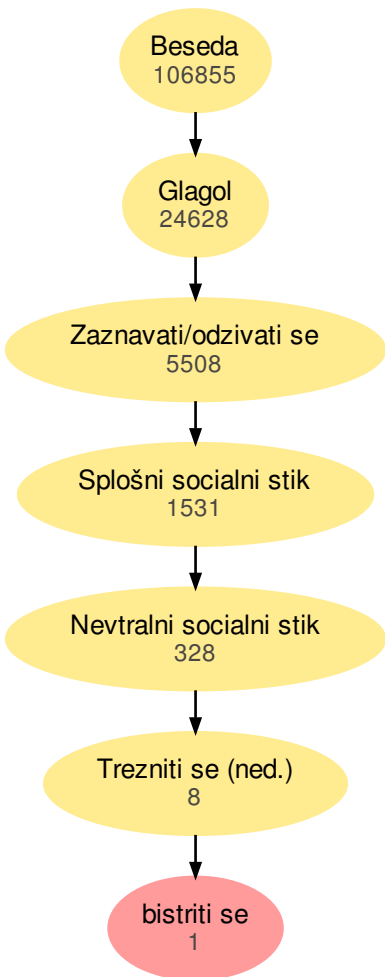 Beseda
106855
Glagol
24628
Zaznavati/odzivati se
5508
Splošni socialni stik
1531
Nevtralni socialni stik
328
Trezniti se (ned.)
8
bistriti se
1